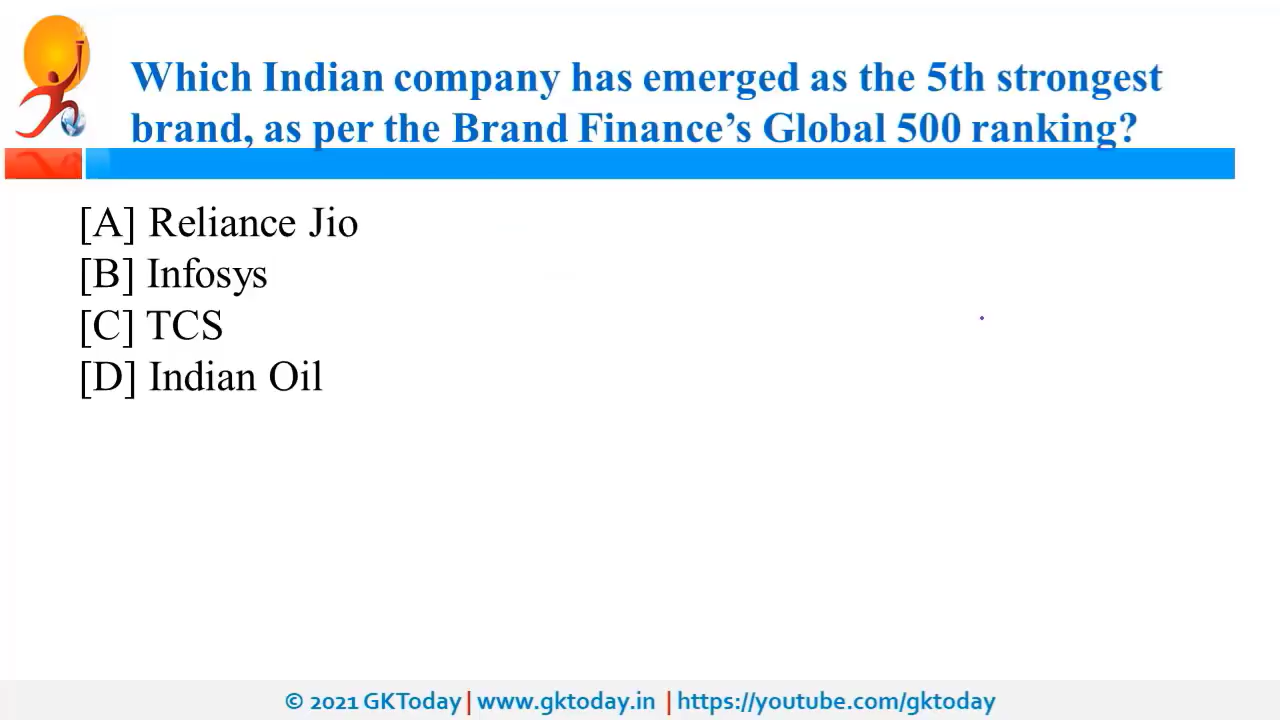 Which Indian company has emerged as the 5th strongest
brand, as per the Brand Finance’s Global 500 ranking?
[A] Reliance Jio
[B] Infosys
[C] TCS
[D] Indian Oil
© 2021 GKToday | www.gktoday.in | https://youtube.com/gktoday